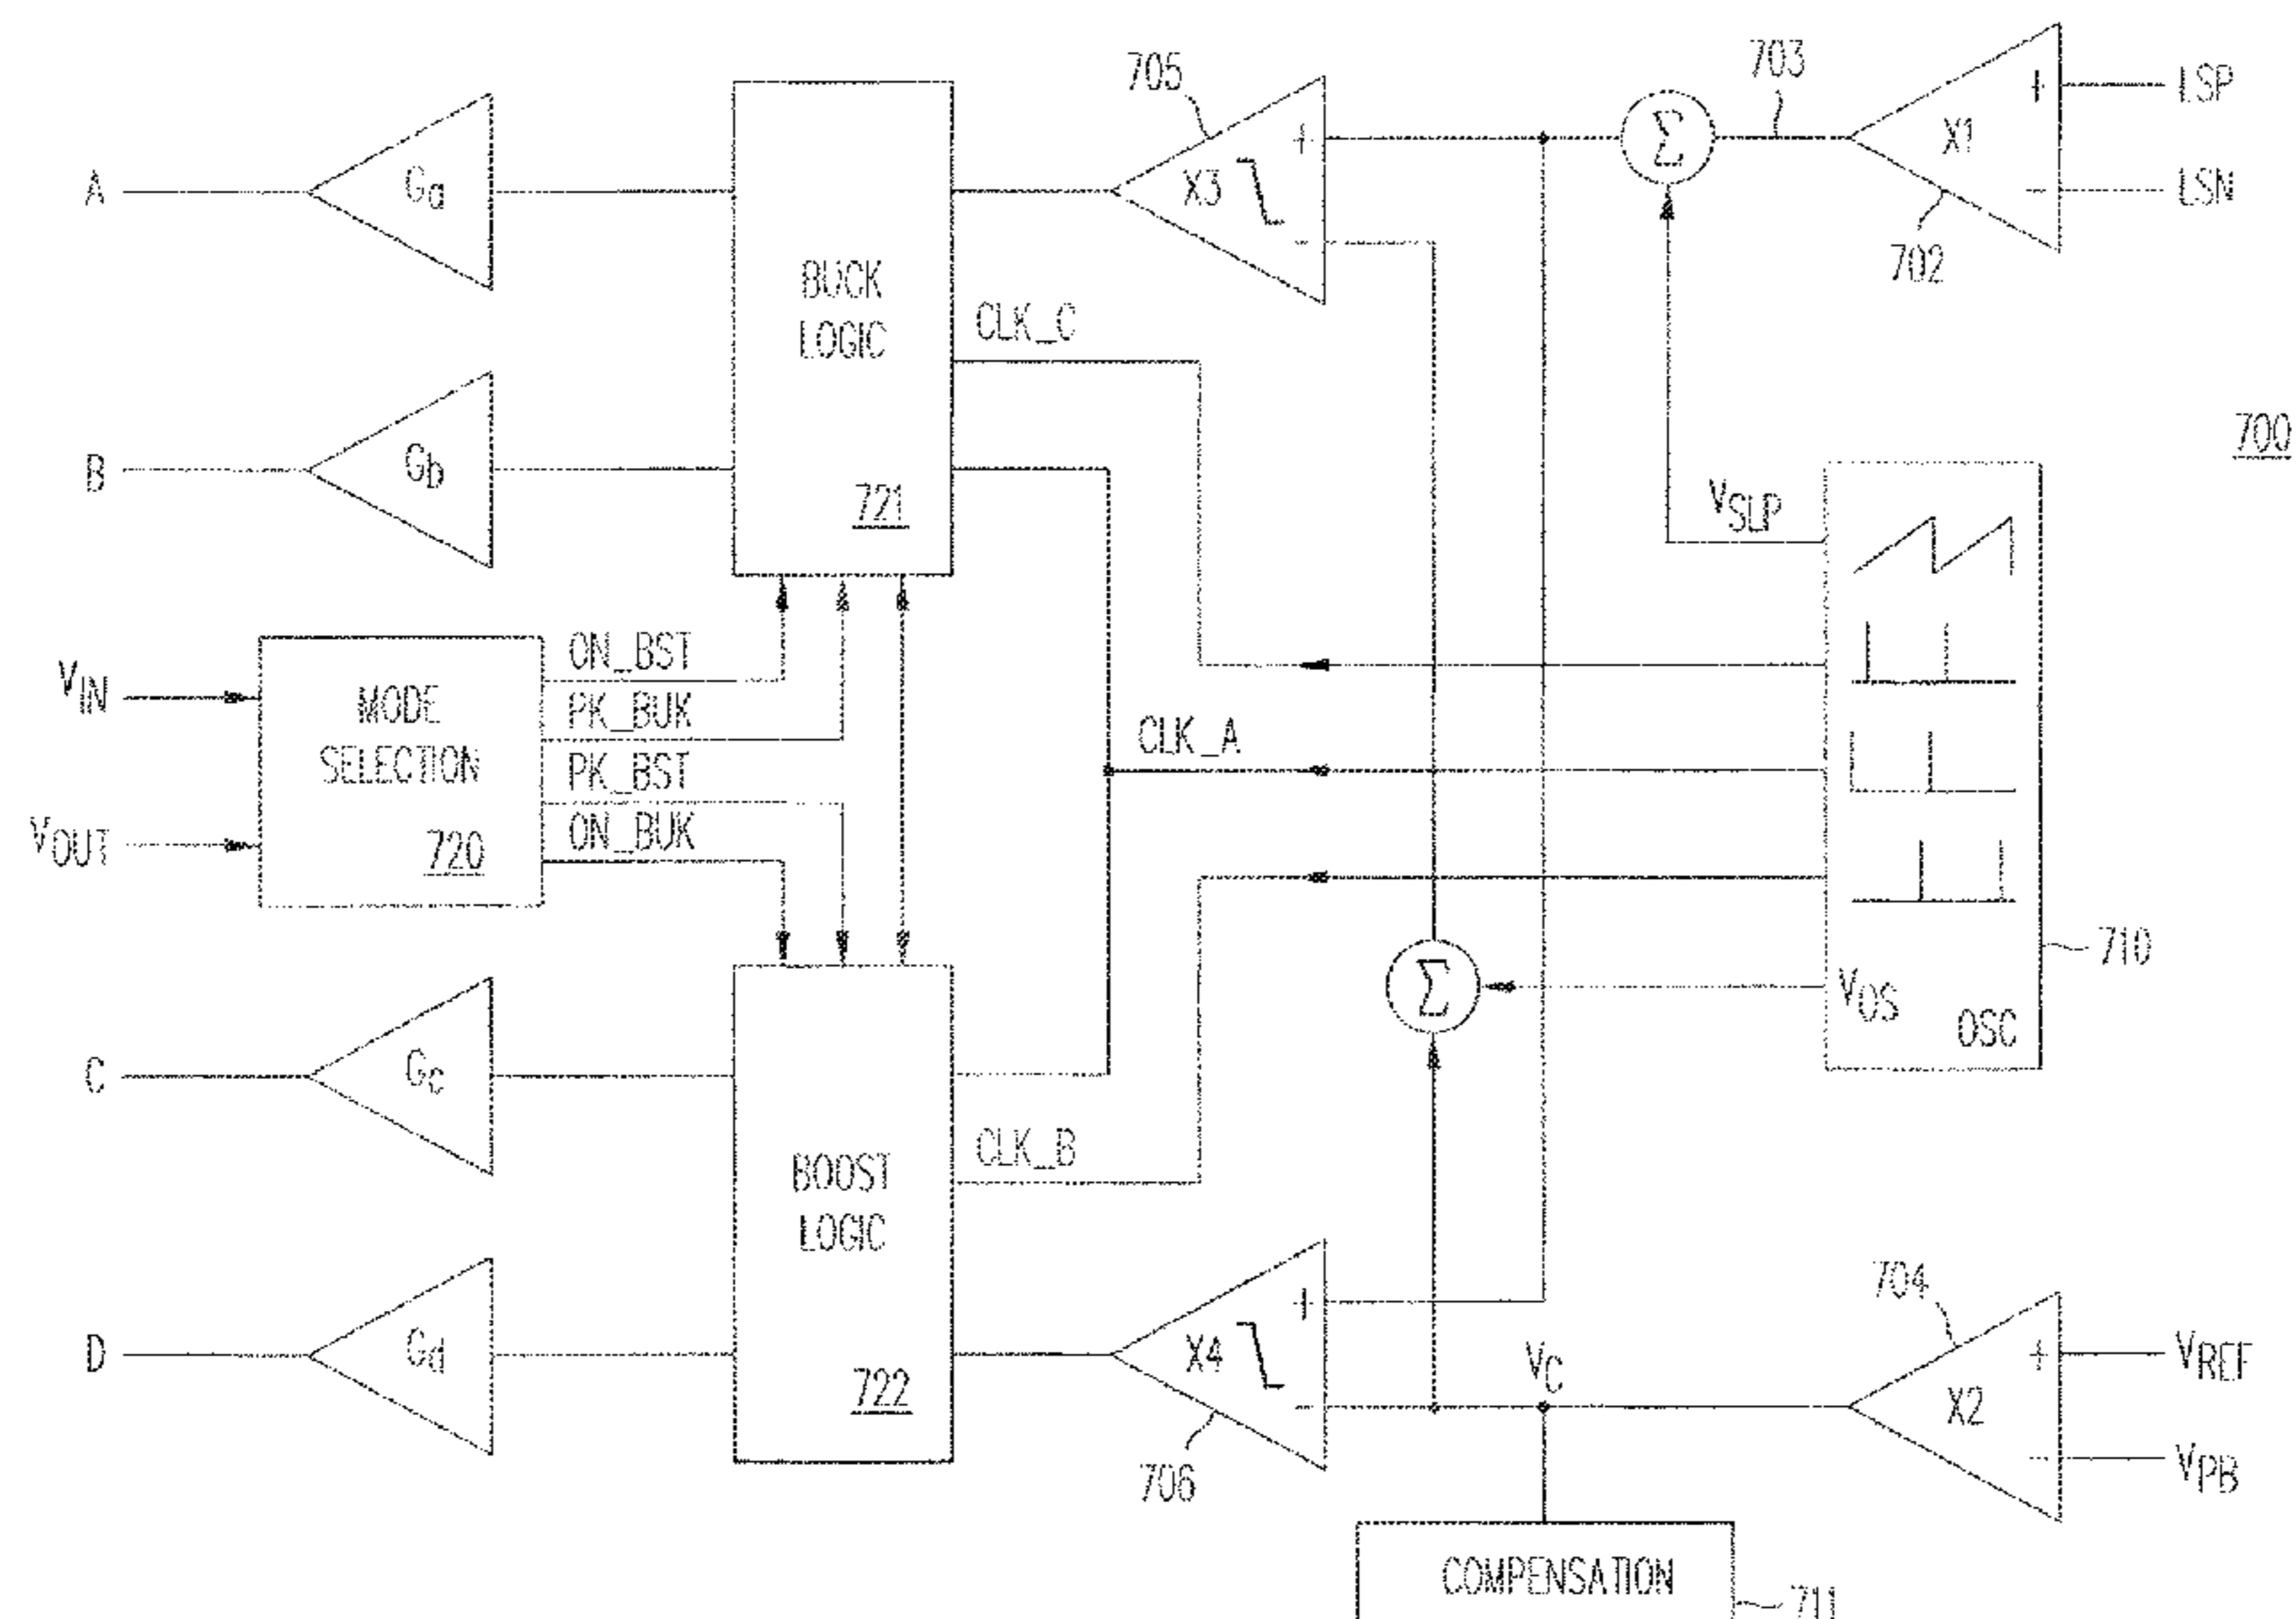 705
703
LSP
X1
LSN
702
Σ
A
Ga
X3
BUCK
LOGIC
CLK_C
721
B
Gb
VSLP
700
ON_BST
PK_BUK
PK_BST
ON_BUK
VIN
MODE
SELECTION
VOUT
720
CLK_A
710
VOS
OSC
Σ
C
Gc
BOOST
LOGIC
CLK_B
722
D
Gd
X4
706
VC
704
VREF
X2
VPB
COMPENSATION
711